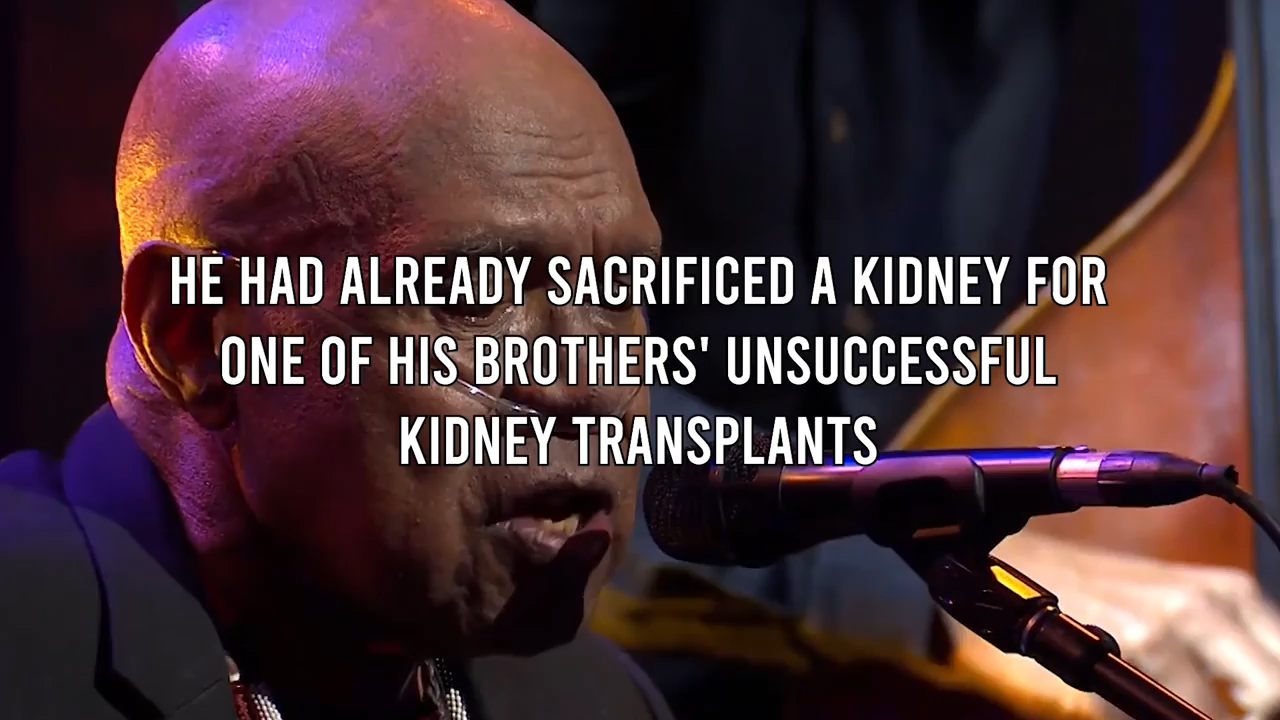 HE HAD ALREADY SACRIFICED A KIDNEY FOR
ONE OF HIS BROTHERS' UNSUCCESSFUL
KIDNEY TRANSPLANTS